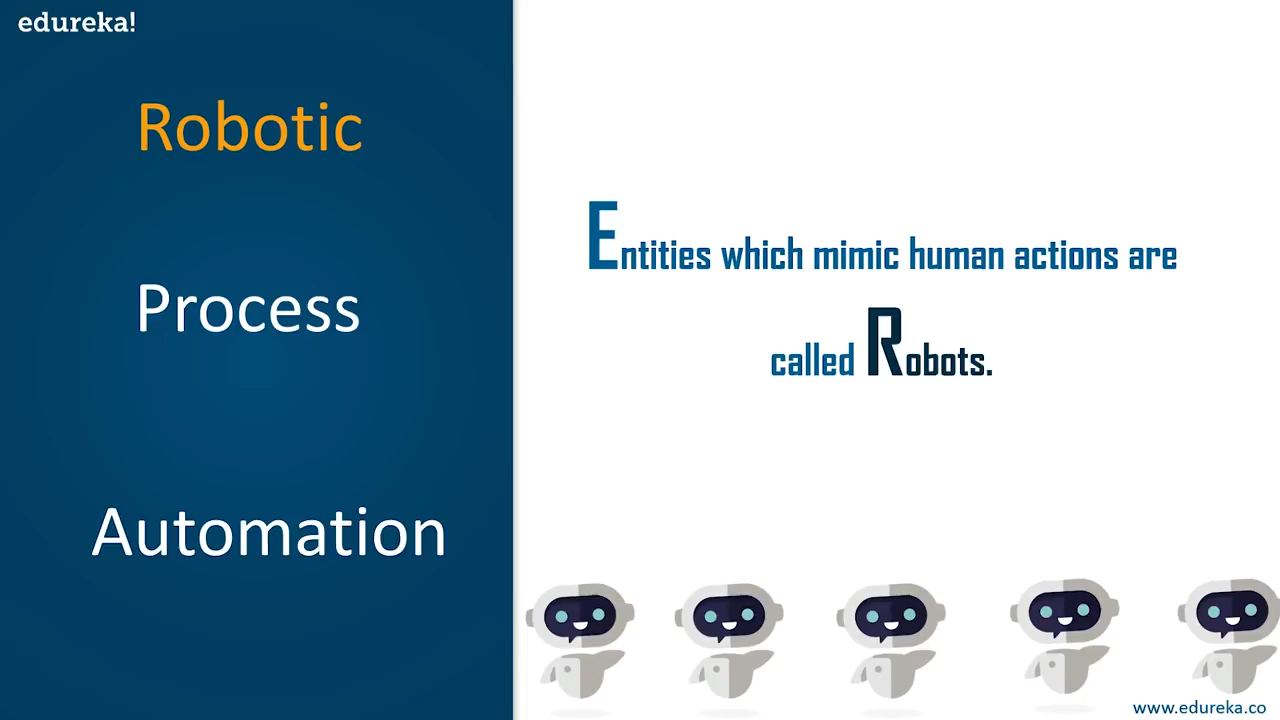 edureka!
Robotic
Process
Automation
Entities which mimic human actions are
called Robots.
www.edureka.co